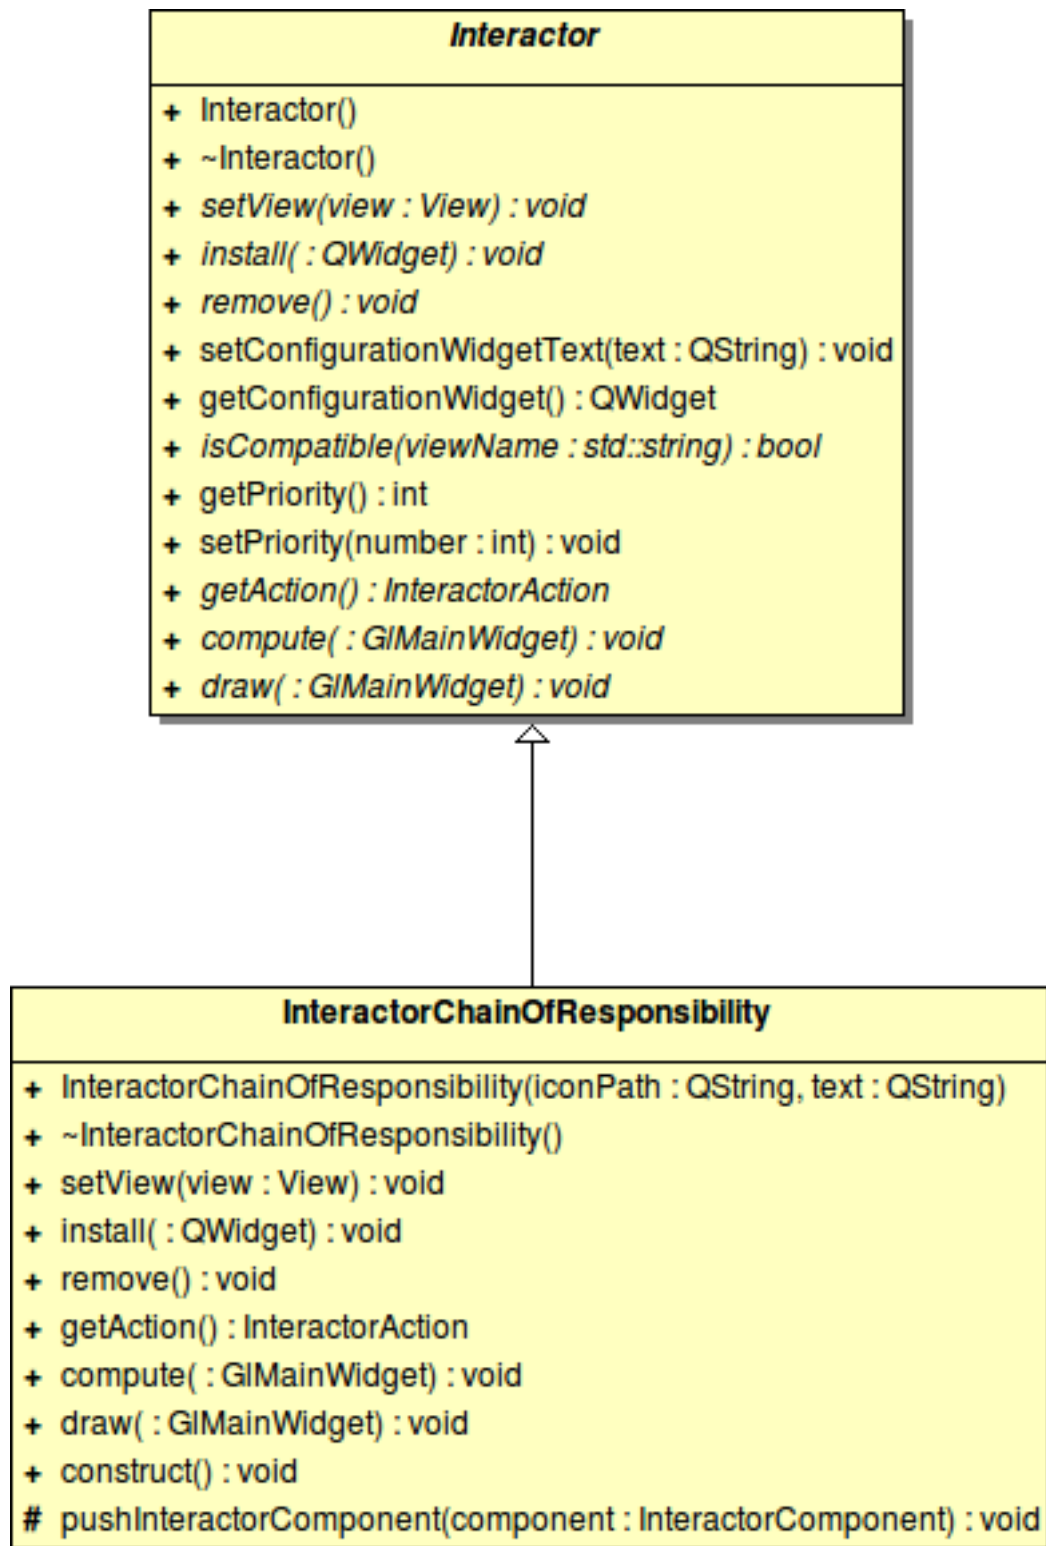 Interactor
+ Interactor()
+ ~Interactor()
+ setView(view : View) : void
+ install( : QWidget) : void
+ remove() : void
+ setConfigurationWidgetText(text : QString) : void
+ getConfigurationWidget() : QWidget
+ isCompatible(viewName : std::string) : bool
+ getPriority() : int
+ setPriority(number : int) : void
+ getAction() : InteractorAction
+ compute( : GlMainWidget) : void
+ draw( : GlMainWidget) : void
InteractorChainOfResponsibility
+ InteractorChainOfResponsibility(iconPath : QString, text : QString)
+ ~InteractorChainOfResponsibility()
+ setView(view : View) : void
+ install( : QWidget) : void
+ remove() : void
+ getAction() : InteractorAction
+ compute( : GlMainWidget) : void
+ draw( : GlMainWidget) : void
+ construct() : void
# pushInteractorComponent(component : InteractorComponent) : void